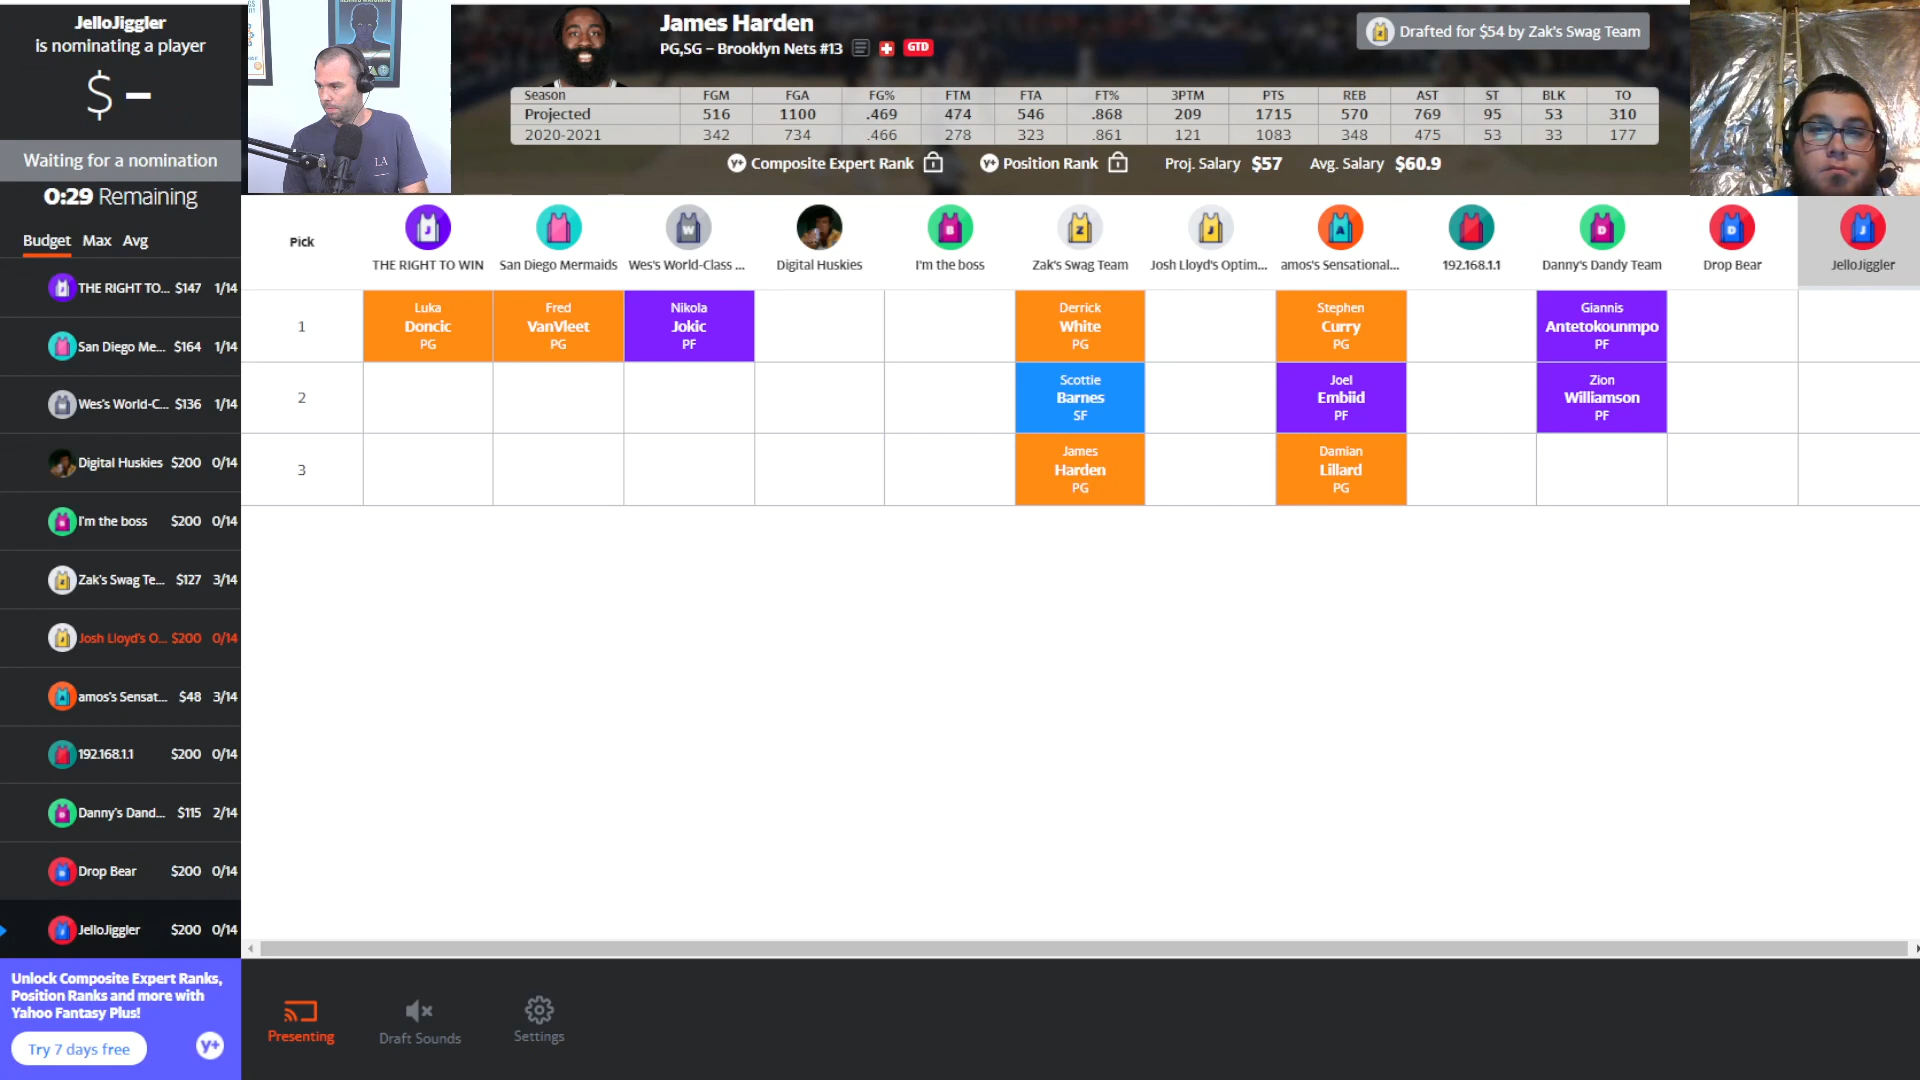 JelloJiggler
is nominating a player
$ –
Waiting for a nomination
0:29 Remaining
Budget Max Avg
THE RIGHT TO... $147 1/14
San Diego Me... $164 1/14
Wes's World-C... $136 1/14
Digital Huskies $200 0/14
I'm the boss $200 0/14
Zak's Swag Te... $127 3/14
Josh Lloyd's O... $200 0/14
amos's Sensat... $48 3/14
192.168.1.1 $200 0/14
Danny's Dand... $115 2/14
Drop Bear $200 0/14
JelloJiggler $200 0/14
Unlock Composite Expert Ranks,
Position Ranks and more with
Yahoo Fantasy Plus!
Try 7 days free
y+
LA
James Harden
PG,SG – Brooklyn Nets #13 GTD
Drafted for $54 by Zak's Swag Team
Season FGM FGA FG% FTM FTA FT% 3PTM PTS REB AST ST BLK TO
Projected 516 1100 .469 474 546 .868 209 1715 570 769 95 53 310
2020-2021 342 734 .466 278 323 .861 121 1083 348 475 53 33 177
y+ Composite Expert Rank y+ Position Rank Proj. Salary $57 Avg. Salary $60.9
J W B Z J A D D J
Pick THE RIGHT TO WIN San Diego Mermaids Wes's World-Class ... Digital Huskies I'm the boss Zak's Swag Team Josh Lloyd's Optim... amos's Sensational... 192.168.1.1 Danny's Dandy Team Drop Bear JelloJiggler
1
Luka
Doncic
PG
Fred
VanVleet
PG
Nikola
Jokic
PF
Derrick
White
PG
Stephen
Curry
PG
Giannis
Antetokounmpo
PF
2
Scottie
Barnes
SF
Joel
Embiid
PF
Zion
Williamson
PF
3
James
Harden
PG
Damian
Lillard
PG
Presenting
Draft Sounds
Settings